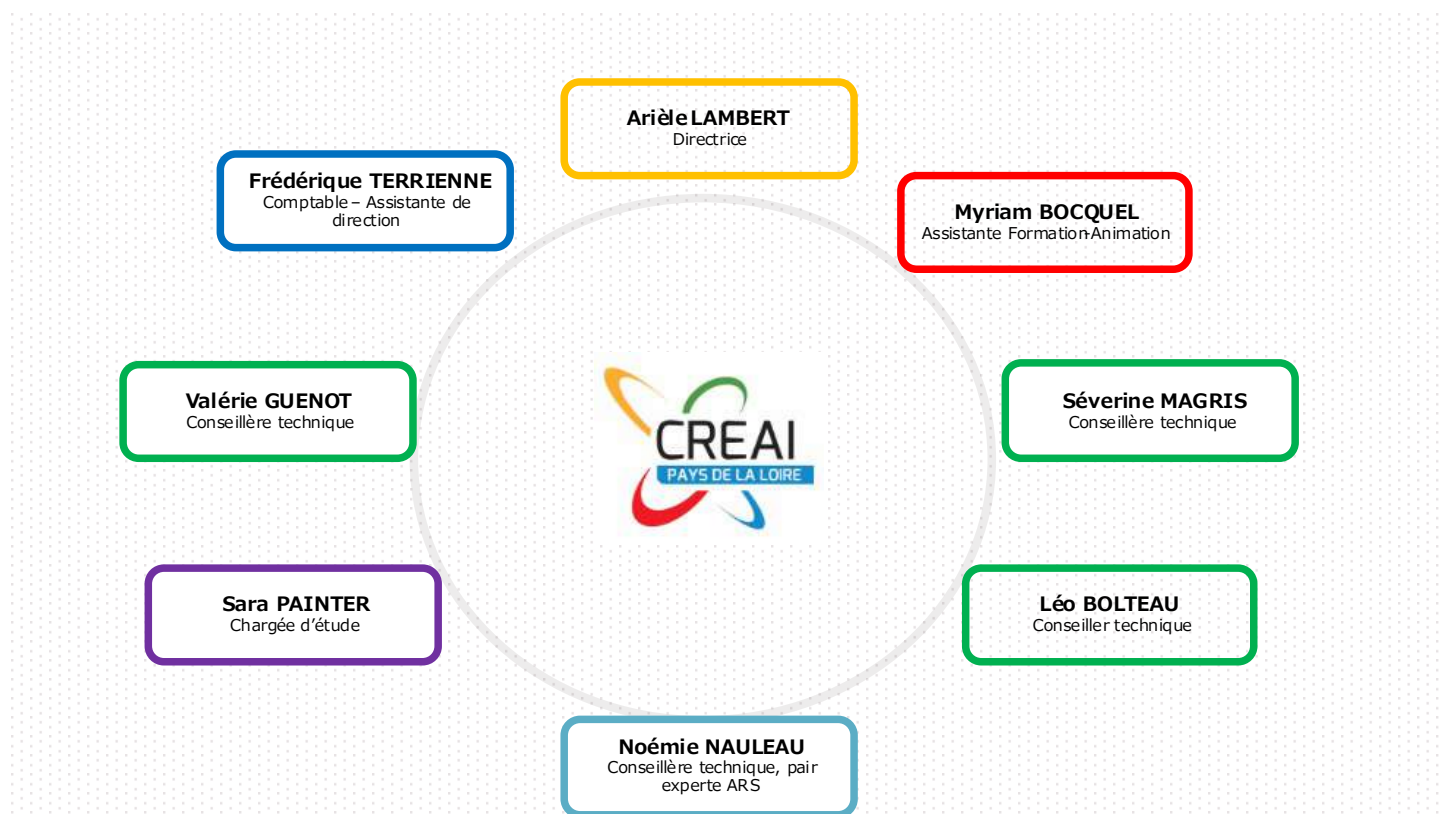 Arièle LAMBERT
Directrice
Frédérique TERRIENNE
Comptable – Assistante de
direction
Myriam BOCQUEL
Assistante Formation-Animation
Valérie GUENOT
Conseillère technique
CREAI
PAYS DE LA LOIRE
Séverine MAGRIS
Conseillère technique
Sara PAINTER
Chargée d'étude
Léo BOLTEAU
Conseiller technique
Noémie NAULEAU
Conseillère technique, pair
experte ARS